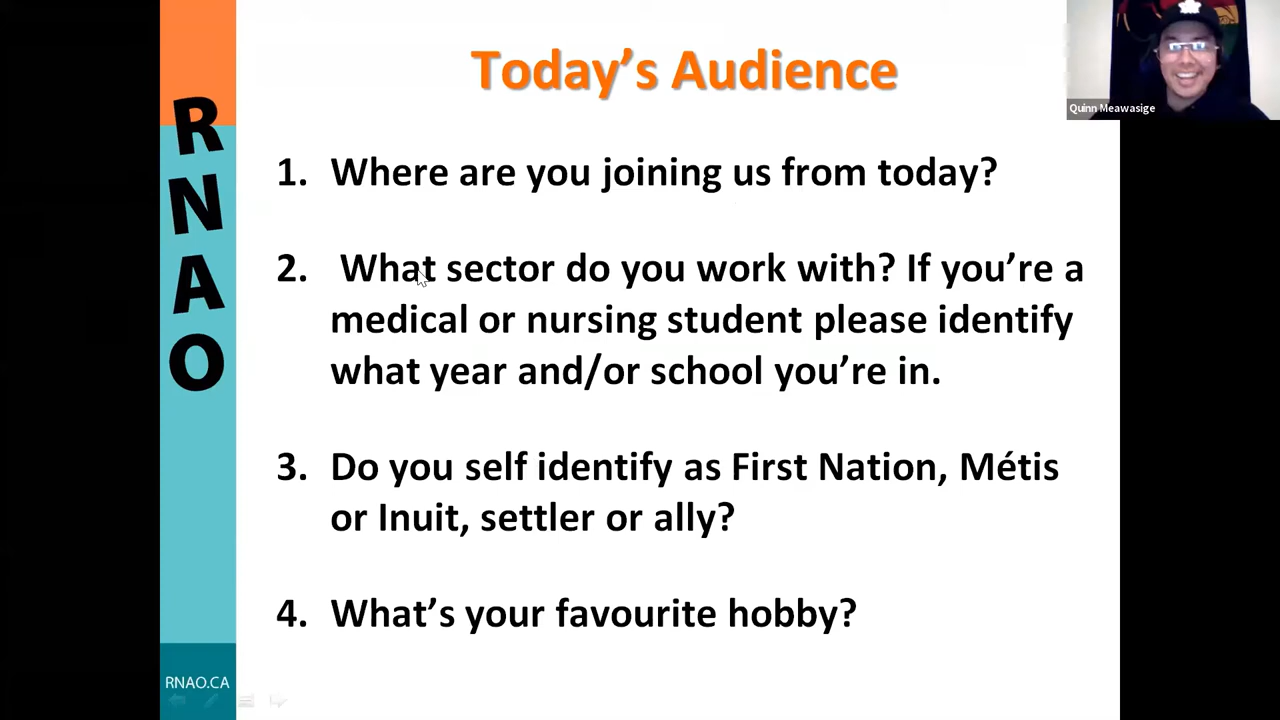 Today's Audience
Quinn Meawasige
RNAO
1. Where are you joining us from today?
2. What sector do you work with? If you're a
medical or nursing student please identify
what year and/or school you're in.
3. Do you self identify as First Nation, Métis
or Inuit, settler or ally?
4. What's your favourite hobby?
RNAO.CA